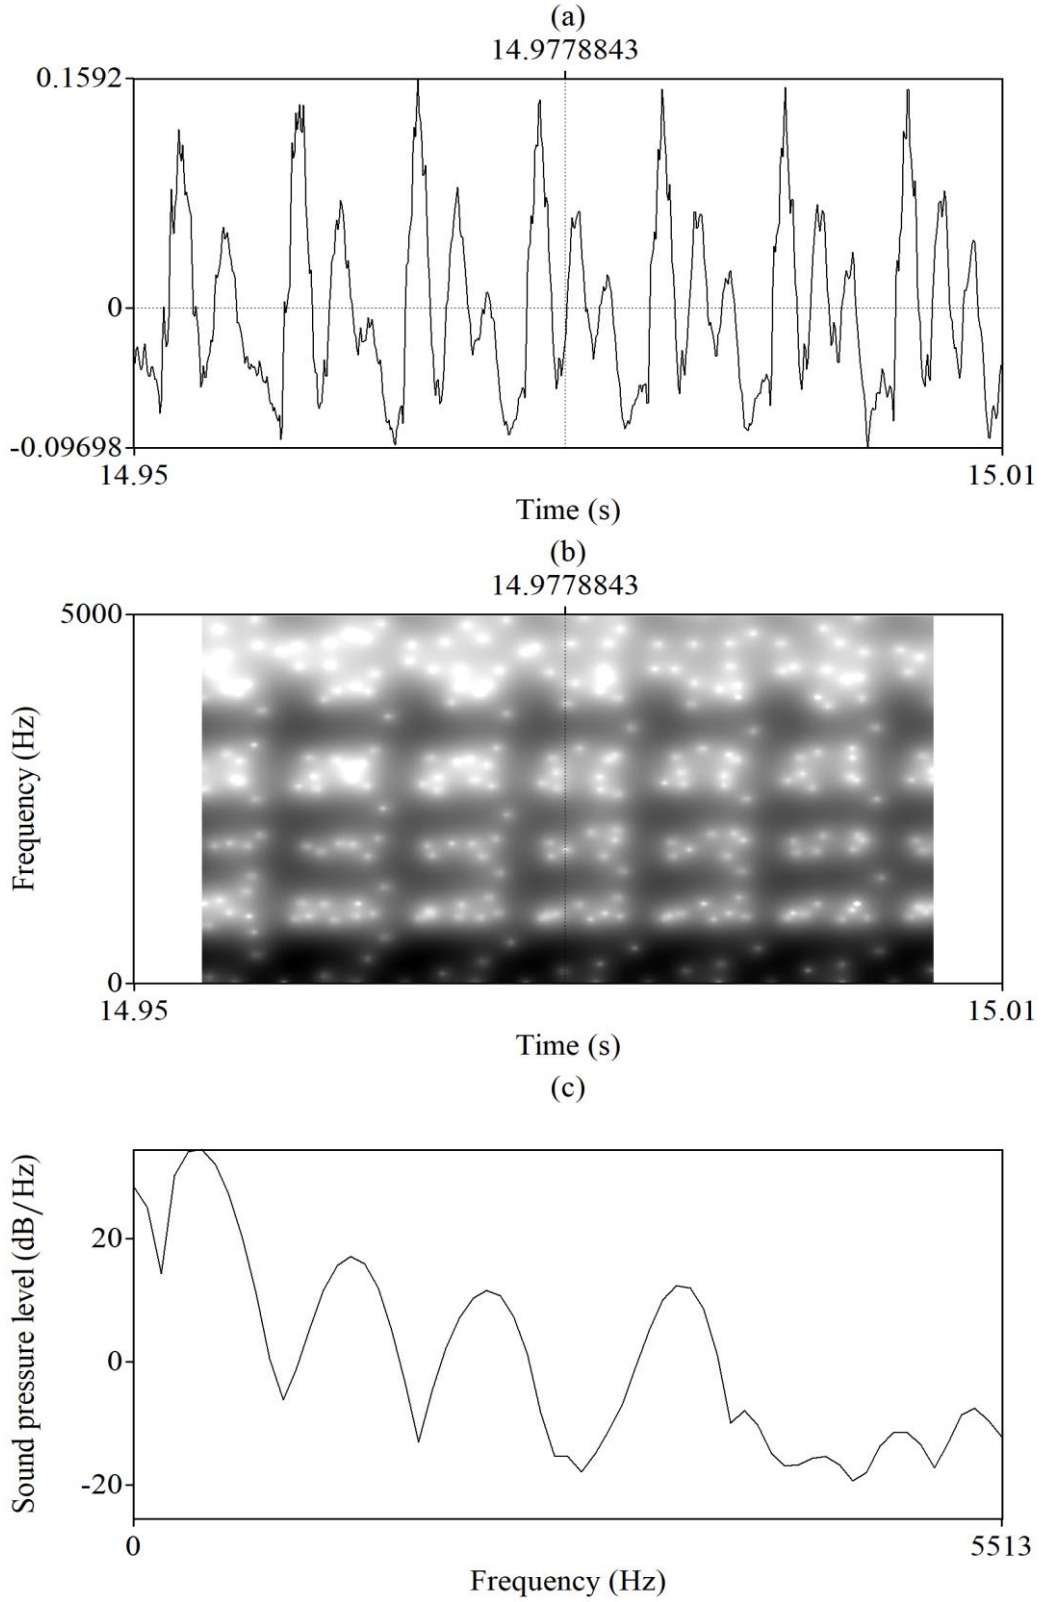 (a)
14.9778843
0.1592
0
-0.09698
14.95 15.01
Time (s)
(b)
14.9778843
5000
Frequency (Hz)
0
14.95 15.01
Time (s)
(c)
Sound pressure level (dB/Hz)
20
0
-20
0 5513
Frequency (Hz)